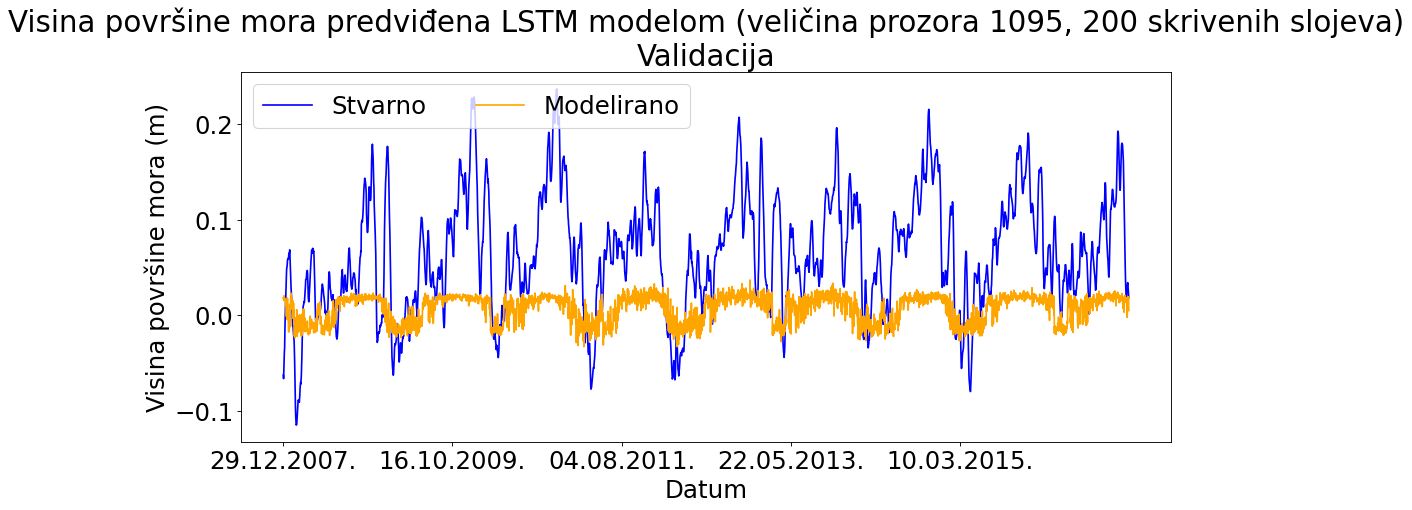 Visina površine mora predviđena LSTM modelom (veličina prozora 1095, 200 skrivenih slojeva)
Validacija
Stvarno Modelirano
Visina površine mora (m)
0.2
0.1
0.0
−0.1
29.12.2007. 16.10.2009. 04.08.2011. 22.05.2013. 10.03.2015.
Datum